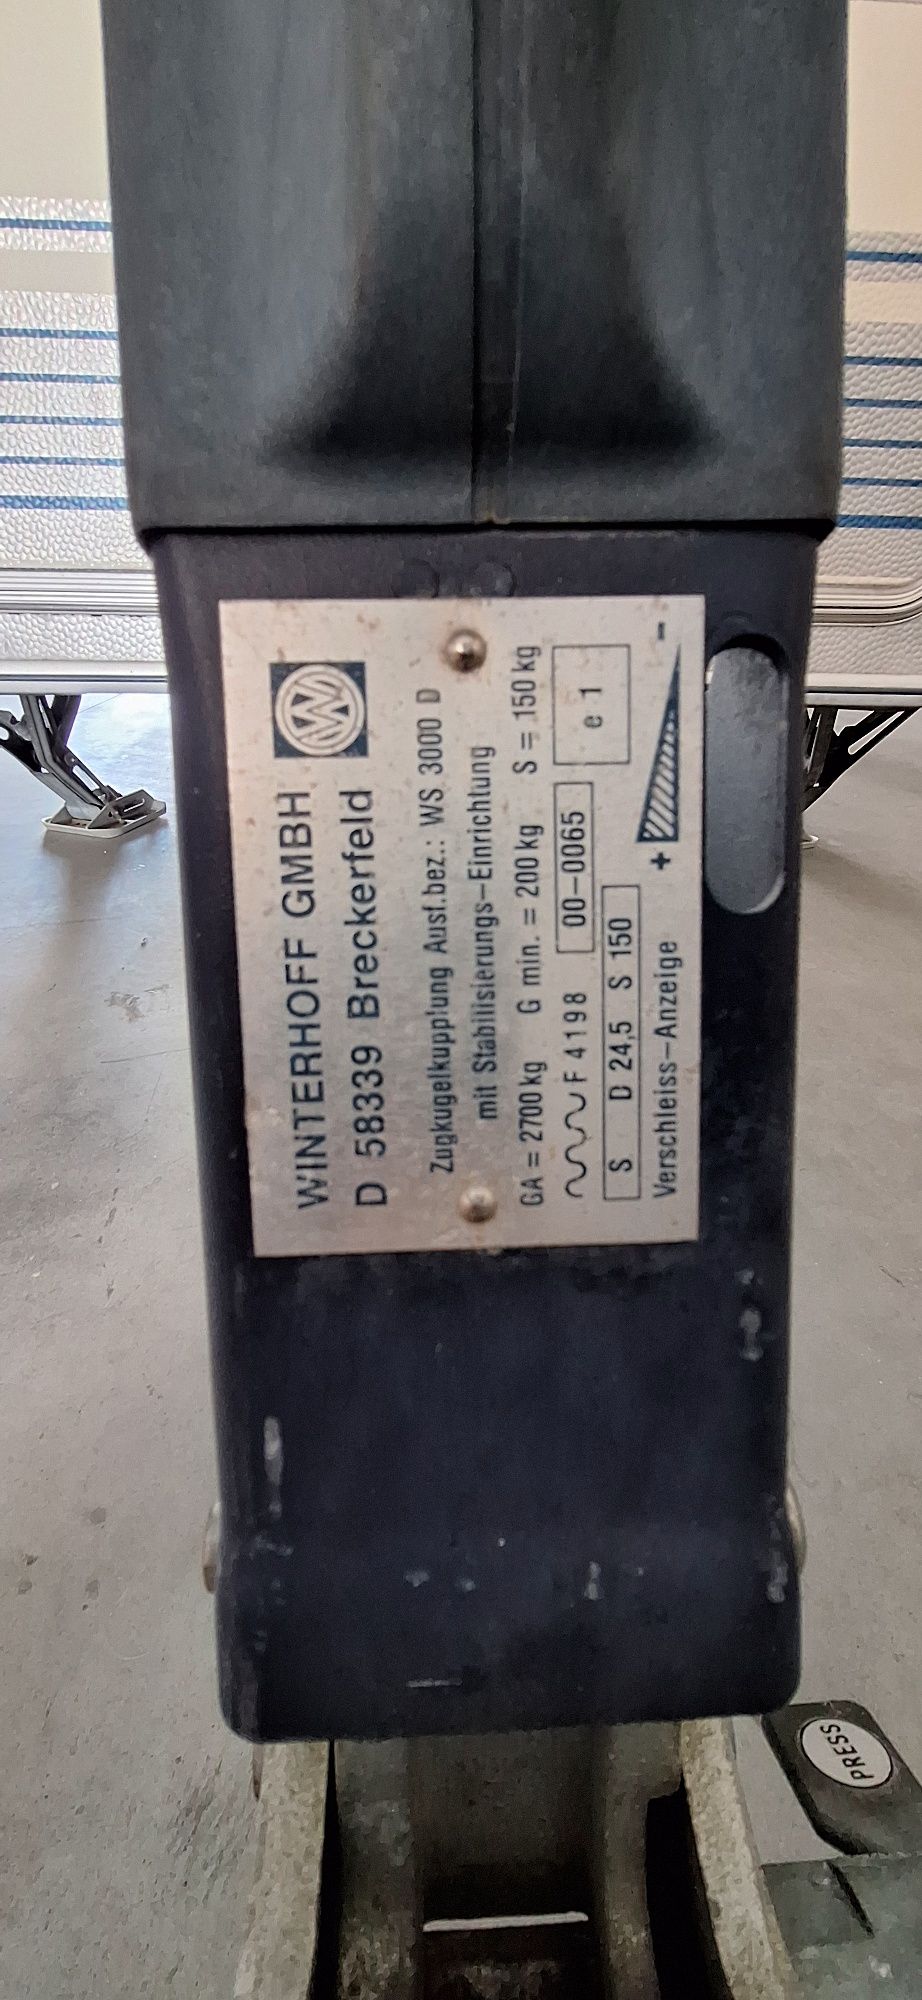 WINTERHOFF GMBH
D 58339 Breckerfeld
Zugkugelkupplung Ausf.bez.: WS 3000 D
mit Stabilisierungs-Einrichtung
GA = 2700 kg G min. = 200 kg S = 150 kg
F 4198 00-0065 e 1
S D 24,5 S 150
Verschleiss-Anzeige + -
PRESS